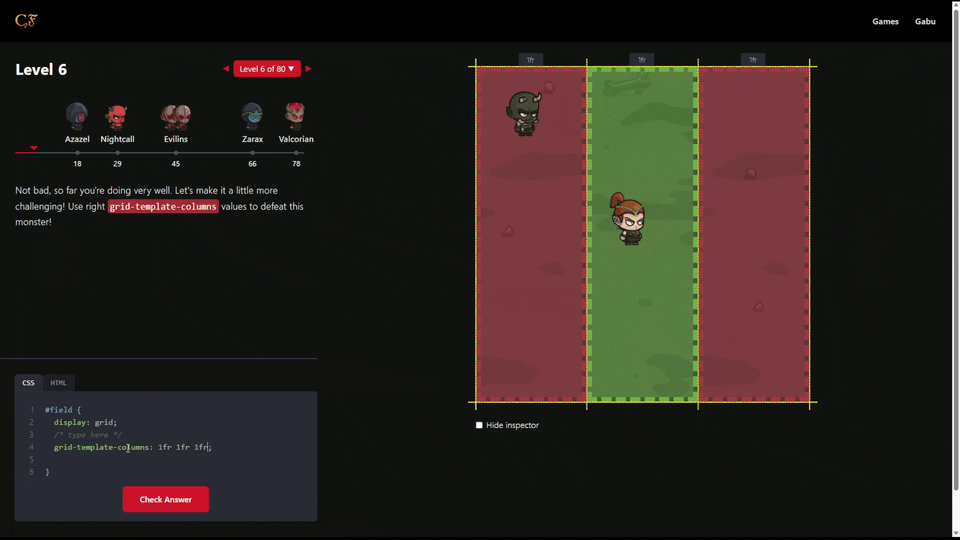 CF
Games
Gabu
Level 6
Level 6 of 80 ▼
Azazel
Nightcall
Evilins
Zarax
Valcorian
18
29
45
66
78
Not bad, so far you're doing very well. Let's make it a little more
challenging! Use right grid-template-columns values to defeat this
monster!
1fr
1fr
1fr
Hide inspector
CSS
HTML
1 #field {
2 display: grid;
3 /* type here */
4 grid-template-columns: 1fr 1fr 1fr;
5
6 }
Check Answer